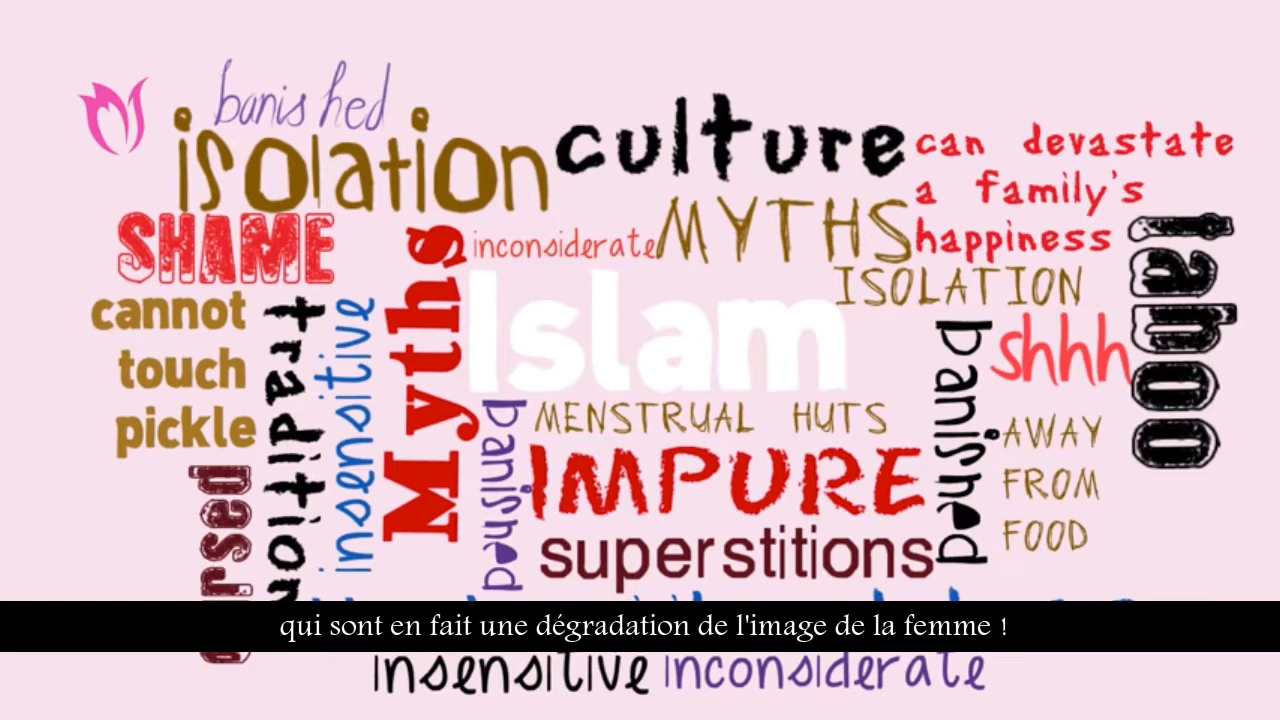 banished
isolation
culture
can devastate
a family's
happiness
SHAME
inconsiderate
MYTHS
ISOLATION
Taboo
cannot
touch
pickle
tradition
insensitive
Myths
Islam
shhh
banished
banished
MENSTRUAL HUTS
IMPURE
superstitions
AWAY
FROM
FOOD
qui sont en fait une dégradation de l'image de la femme !
insensitive
inconsiderate